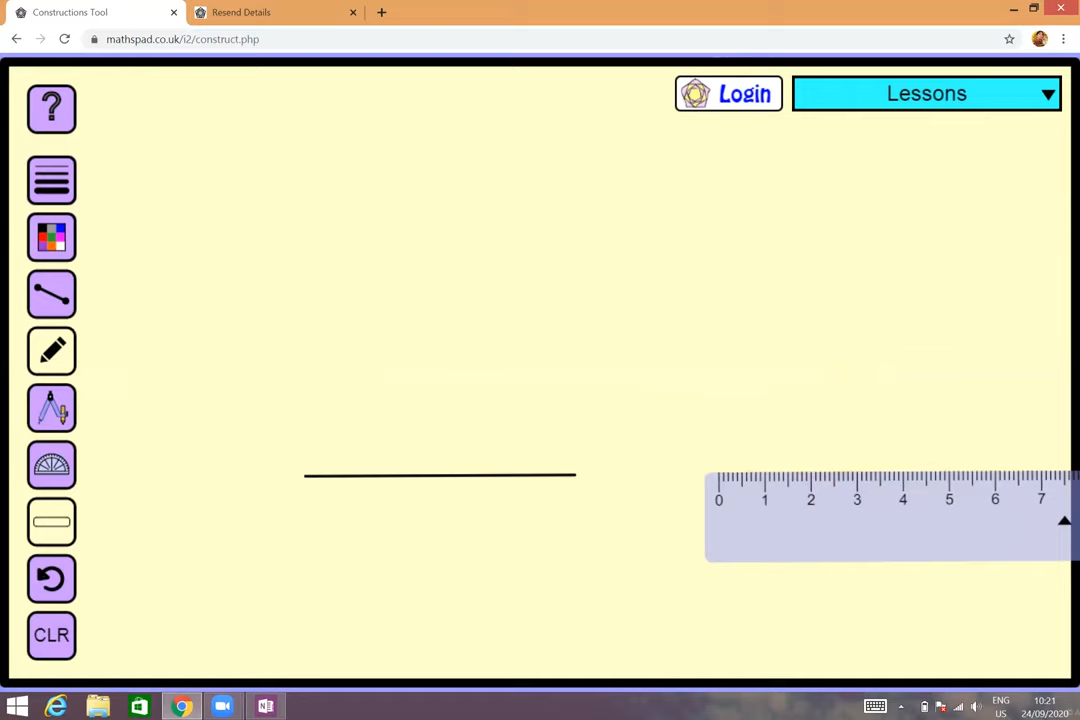 Constructions Tool
Resend Details
mathspad.co.uk/i2/construct.php
?
Login
Lessons
0 1 2 3 4 5 6 7
CLR
ENG
US
10:21
24/09/2020